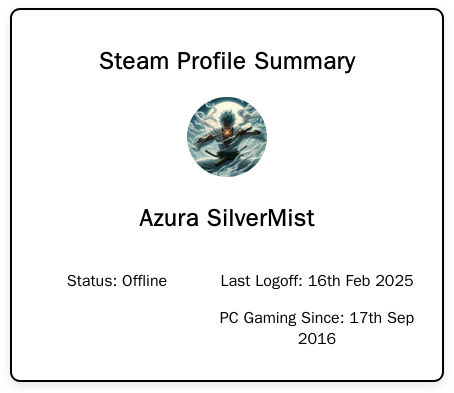 Steam Profile Summary
Azura SilverMist
Status: Offline
Last Logoff: 16th Feb 2025
PC Gaming Since: 17th Sep
2016